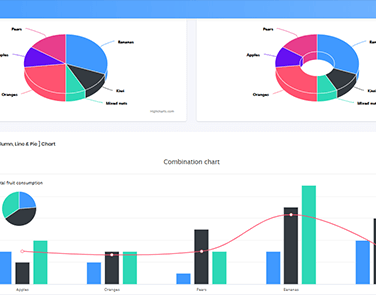 Pears
Bananas
Apples
Kiwi
Oranges
Mixed nuts
Highcharts.com
Pears
Bana
Apples
Kiwi
Oranges
Mixed nuts
lumn, Line & Pie ] Chart
Combination chart
tal fruit consumption
Apples
Oranges
Pears
Bananas